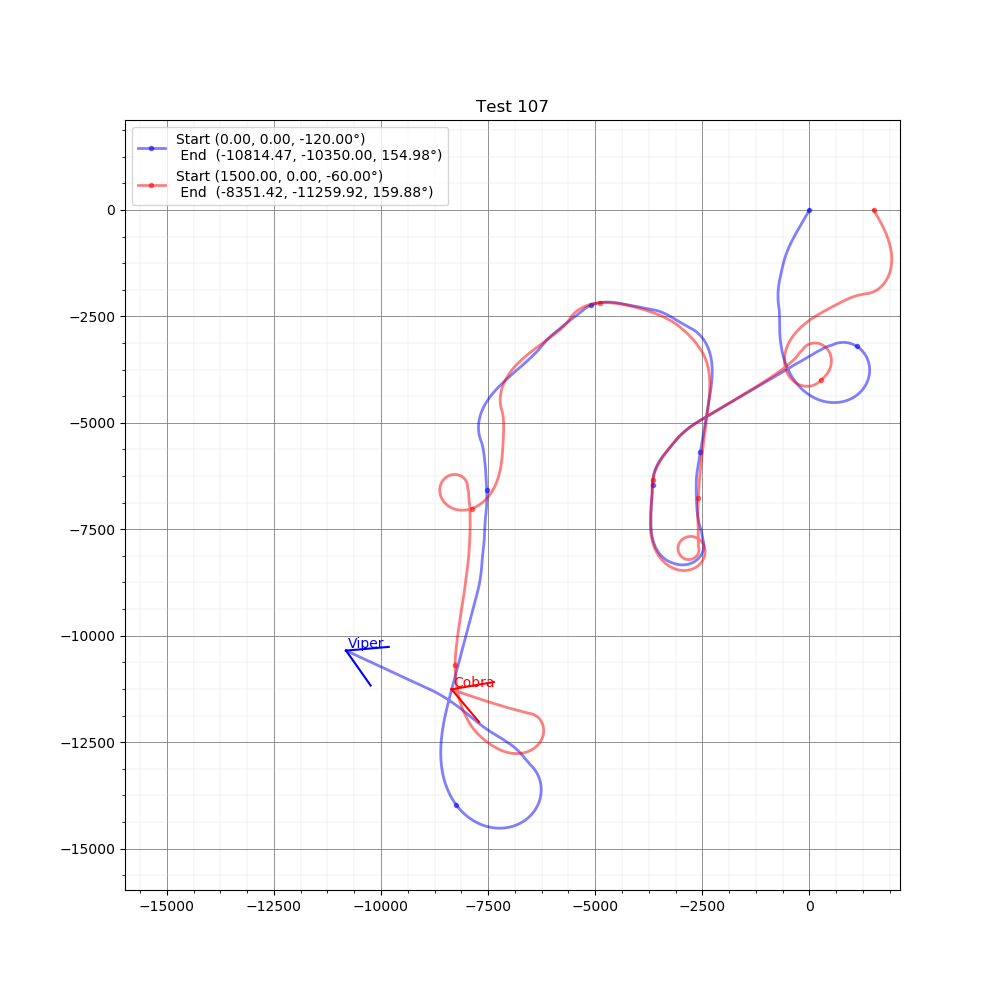 Test 107
Start (0.00, 0.00, -120.00°)
End  (-10814.47, -10350.00, 154.98°)
Start (1500.00, 0.00, -60.00°)
End  (-8351.42, -11259.92, 159.88°)
0
−2500
−5000
−7500
−10000
−12500
−15000
Viper
Cobra
−15000
−12500
−10000
−7500
−5000
−2500
0